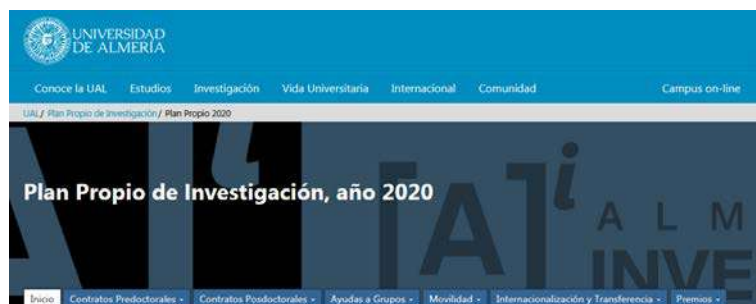 UNIVERSIDAD
DE ALMERÍA
Conoce la UAL Estudios Investigación Vida Universitaria Internacional Comunidad Campus on-line
UAL/ Plan Propio de Investigación/ Plan Propio 2020
Plan Propio de Investigación, año 2020
[A]i
A L M
INVE
Inicio Contratos Predoctorales Contratos Posdoctorales Ayudas a Grupos Movilidad Internacionalización y Transferencia Premios